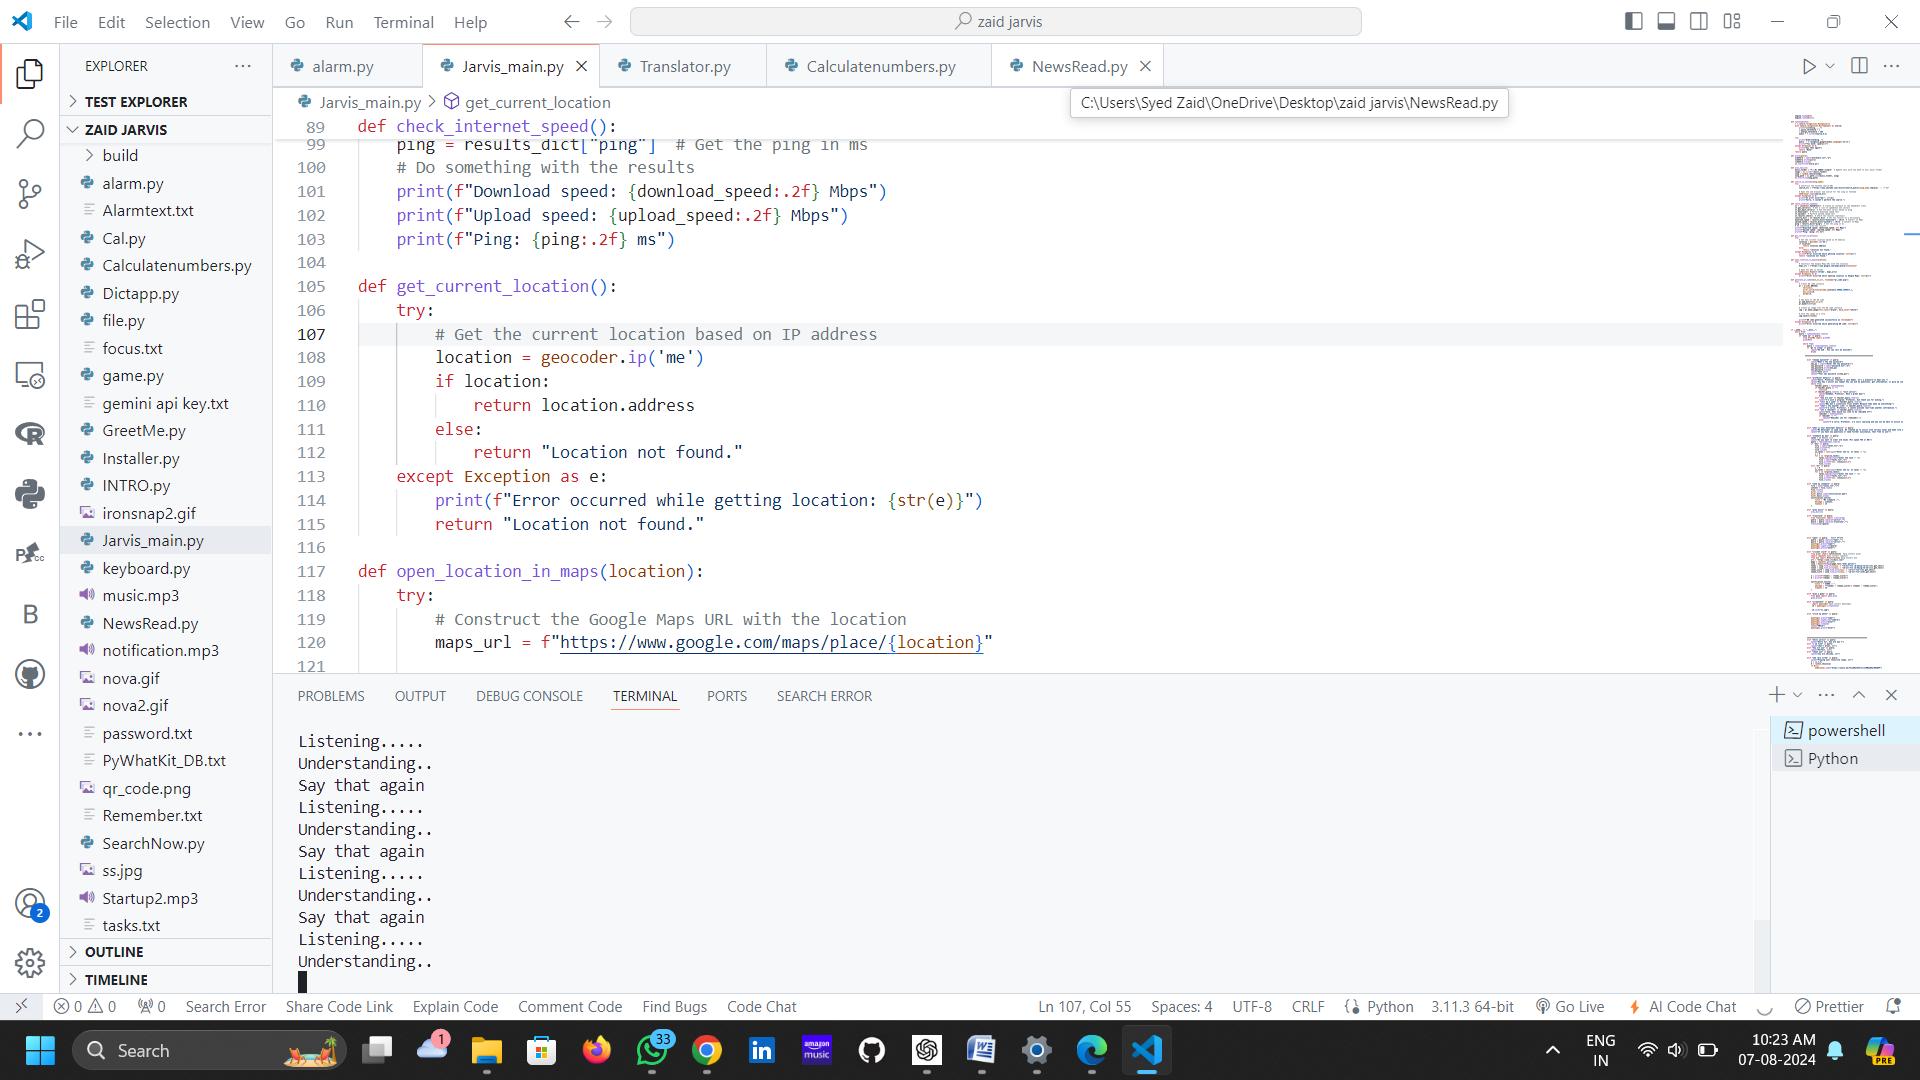 File Edit Selection View Go Run Terminal Help
zaid jarvis
EXPLORER
TEST EXPLORER
ZAID JARVIS
build
alarm.py
Alarmtext.txt
Cal.py
Calculatenumbers.py
Dictapp.py
file.py
focus.txt
game.py
gemini api key.txt
GreetMe.py
Installer.py
INTRO.py
ironsnap2.gif
Jarvis_main.py
keyboard.py
music.mp3
NewsRead.py
notification.mp3
nova.gif
nova2.gif
password.txt
PyWhatKit_DB.txt
qr_code.png
Remember.txt
SearchNow.py
ss.jpg
Startup2.mp3
tasks.txt
OUTLINE
TIMELINE
alarm.py Jarvis_main.py Translator.py Calculatenumbers.py NewsRead.py
Jarvis_main.py > get_current_location
C:\Users\Syed Zaid\OneDrive\Desktop\zaid jarvis\NewsRead.py
89 def check_internet_speed():
99 ping = results_dict["ping"] # Get the ping in ms
100 # Do something with the results
101 print(f"Download speed: {download_speed:.2f} Mbps")
102 print(f"Upload speed: {upload_speed:.2f} Mbps")
103 print(f"Ping: {ping:.2f} ms")
104
105 def get_current_location():
106 try:
107 # Get the current location based on IP address
108 location = geocoder.ip('me')
109 if location:
110 return location.address
111 else:
112 return "Location not found."
113 except Exception as e:
114 print(f"Error occurred while getting location: {str(e)}")
115 return "Location not found."
116
117 def open_location_in_maps(location):
118 try:
119 # Construct the Google Maps URL with the location
120 maps_url = f"https://www.google.com/maps/place/{location}"
121
PROBLEMS OUTPUT DEBUG CONSOLE TERMINAL PORTS SEARCH ERROR
Listening.....
Understanding..
Say that again
Listening.....
Understanding..
Say that again
Listening.....
Understanding..
Say that again
Listening.....
Understanding..
powershell
Python
2
0 0 0 Search Error Share Code Link Explain Code Comment Code Find Bugs Code Chat Ln 107, Col 55 Spaces: 4 UTF-8 CRLF Python 3.11.3 64-bit Go Live AI Code Chat Prettier
Search
1
33
amazon music
ENG
IN
10:23 AM
07-08-2024
PRE